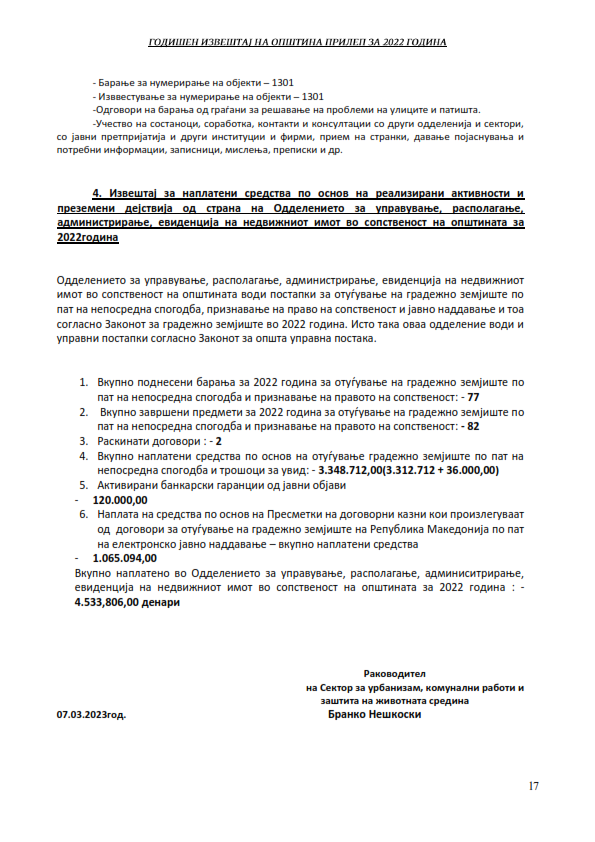 ГОДИШЕН ИЗВЕШТАЈ НА ОПШТИНА ПРИЛЕП ЗА 2022 ГОДИНА
- Барање за нумерирање на објекти – 1301
- Изввестување за нумерирање на објекти – 1301
-Одговори на барања од граѓани за решавање на проблеми на улиците и патишта.
-Учество на состаноци, соработка, контакти и консултации со други одделенија и сектори,
со јавни претпријатија и други институции и фирми, прием на странки, давање појаснувања и
потребни информации, записници, мислења, преписки и др.
4. Извештај за наплатени средства по основ на реализирани активности и
преземени дејствија од страна на Одделението за управување, располагање,
администрирање, евиденција на недвижниот имот во сопственост на општината за
2022година
Одделението за управување, располагање, администрирање, евиденција на недвижниот
имот во сопственост на општината води постапки за отуѓување на градежно земјиште по
пат на непосредна спогодба, признавање на право на сопственост и јавно наддавање и тоа
согласно Законот за градежно земјиште во 2022 година. Исто така оваа одделение води и
управни постапки согласно Законот за општа управна постака.
1. Вкупно поднесени барања за 2022 година за отуѓување на градежно земјиште по
пат на непосредна спогодба и признавање на правото на сопственост: - 77
2. Вкупно завршени предмети за 2022 година за отуѓување на градежно земјиште по
пат на непосредна спогодба и признавање на правото на сопственост: - 82
3. Раскинати договори : - 2
4. Вкупно наплатени средства по основ на отуѓување градежно земјиште по пат на
непосредна спогодба и трошоци за увид: - 3.348.712,00(3.312.712 + 36.000,00)
5. Активирани банкарски гаранции од јавни објави
- 120.000,00
6. Наплата на средства по основ на Пресметки на договорни казни кои произлегуваат
од договори за отуѓување на градежно земјиште на Република Македонија по пат
на електронско јавно наддавање – вкупно наплатени средства
- 1.065.094,00
Вкупно наплатено во Одделението за управување, располагање, админиситрирање,
евиденција на недвижниот имот во сопственост на општината за 2022 година : -
4.533,806,00 денари
Раководител
на Сектор за урбанизам, комунални работи и
заштита на животната средина
07.03.2023год. Бранко Нешкоски
17